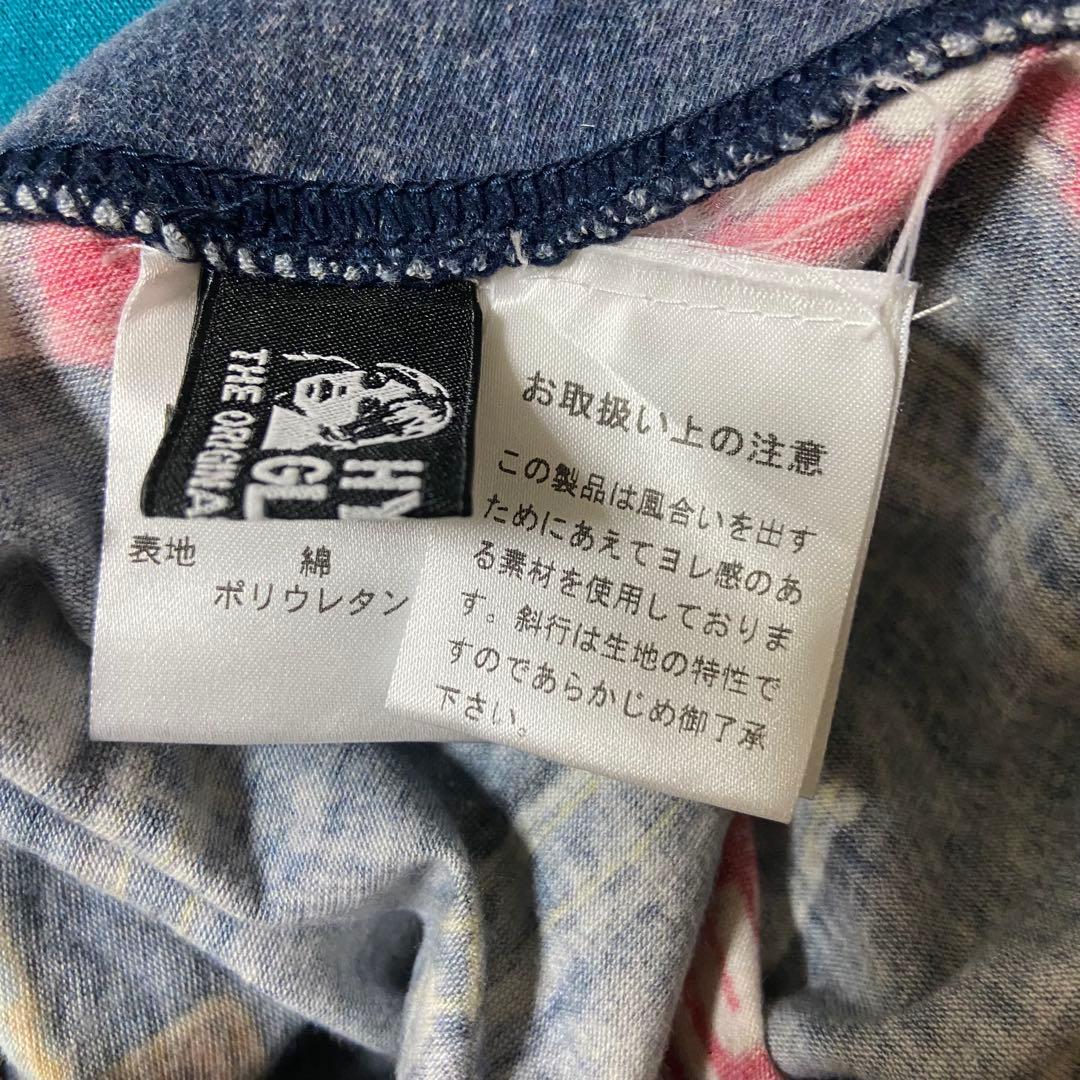 THE ORIGINA
HY
GL
表地 綿
ポリウレタン
お取扱い上の注意
この製品は風合いを出す
ためにあえてヨレ感のあ
る素材を使用しておりま
す。斜行は生地の特性で
すのであらかじめ御了承
下さい。